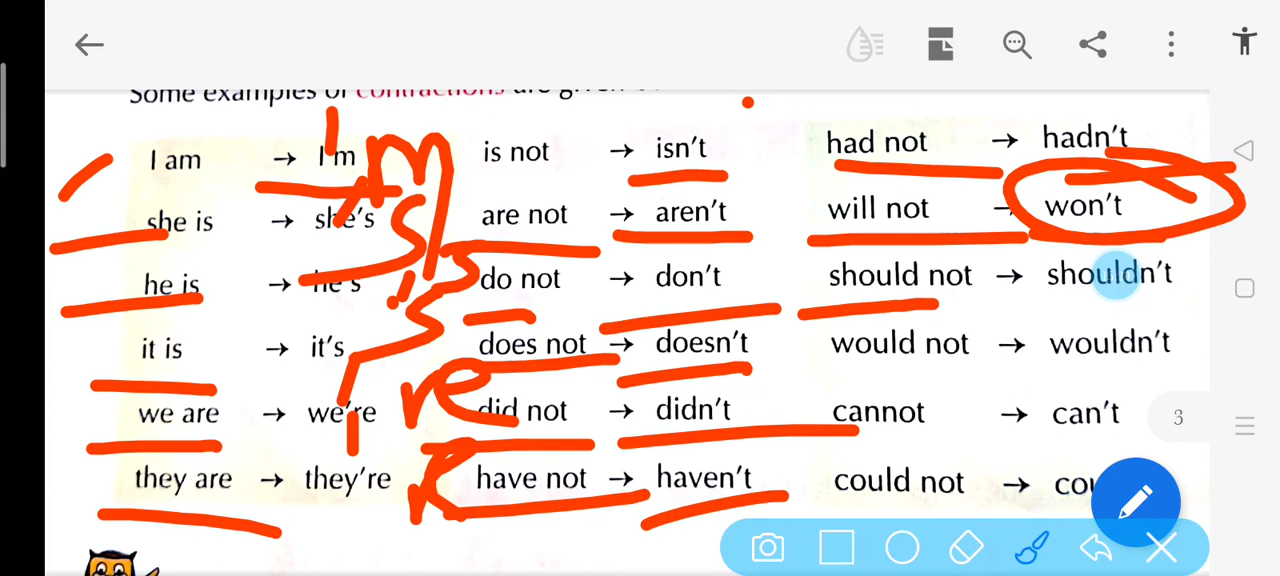 Some examples of contractions are given
I am → I'm is not → isn't had not → hadn't
she is → she's are not → aren't will not → won't
he is → he's do not → don't should not → shouldn't
it is → it's does not → doesn't would not → wouldn't
we are → we're did not → didn't cannot → can't
they are → they're have not → haven't could not →
3
'm
's
's
're